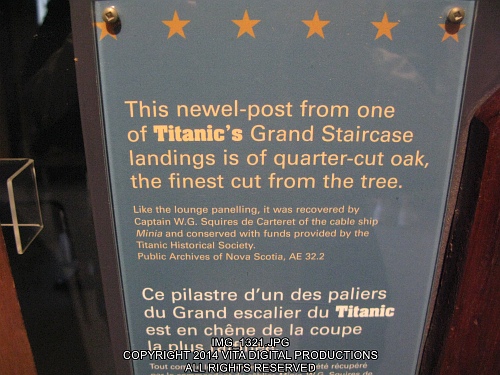 This newel-post from one
of Titanic's Grand Staircase
landings is of quarter-cut oak,
the finest cut from the tree.
Like the lounge panelling, it was recovered by
Captain W.G. Squires de Carteret of the cable ship
Minia and conserved with funds provided by the
Titanic Historical Society.
Public Archives of Nova Scotia, AE 32.2
Ce pilastre d'un des paliers
du Grand escalier du Titanic
est en chêne de la coupe
la plus
IMG_1321.JPG
COPYRIGHT 2014 VITA DIGITAL PRODUCTIONS
ALL RIGHTS RESERVED
Tout récupéré